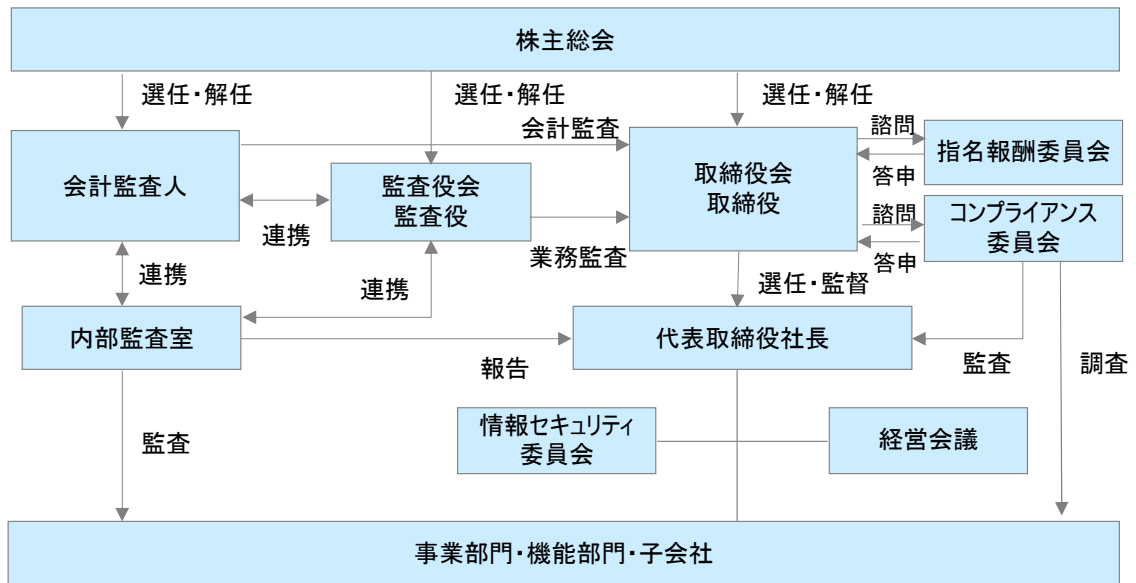 株主総会
選任・解任
選任・解任
選任・解任
会計監査
諮問
会計監査人
監査役会
監査役
取締役会
取締役
指名報酬委員会
答申
連携
業務監査
諮問
コンプライアンス
委員会
答申
連携
連携
選任・監督
内部監査室
報告
代表取締役社長
監査
調査
監査
情報セキュリティ
委員会
経営会議
事業部門・機能部門・子会社